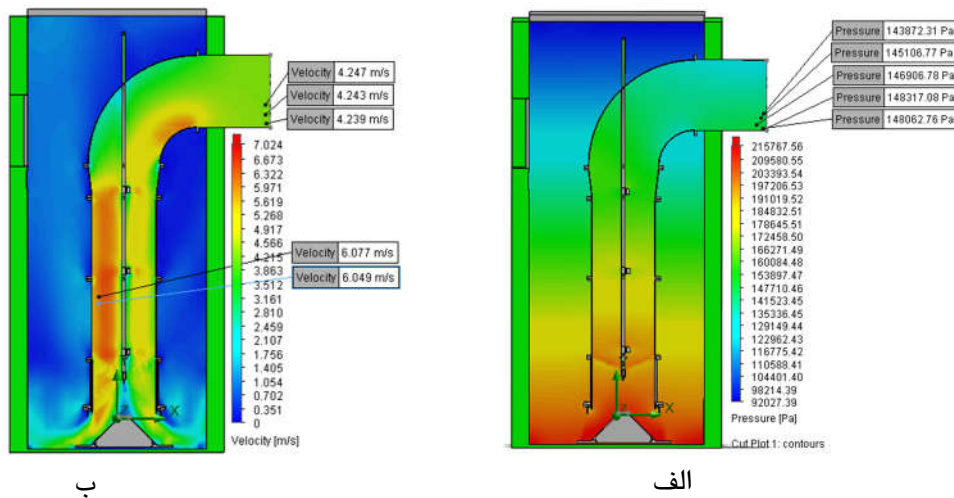 Velocity 4.247 m/s
Velocity 4.243 m/s
Velocity 4.239 m/s
7.024
6.673
6.322
5.971
5.619
5.268
4.917
4.566
4.215
3.863
3.512
3.161
2.810
2.459
2.107
1.756
1.405
1.054
0.702
0.351
0
Velocity [m/s]
Velocity 6.077 m/s
Velocity 6.049 m/s
X
ب
Pressure 143872.31 Pa
Pressure 145106.77 Pa
Pressure 146906.78 Pa
Pressure 148317.08 Pa
Pressure 148062.76 Pa
215767.56
209580.55
203393.54
197206.53
191019.52
184832.51
178645.51
172458.50
166271.49
160084.48
153897.47
147710.46
141523.45
135336.45
129149.44
122962.43
116775.42
110588.41
104401.40
98214.39
92027.39
Pressure [Pa]
Cut Plot 1: contours
X
الف